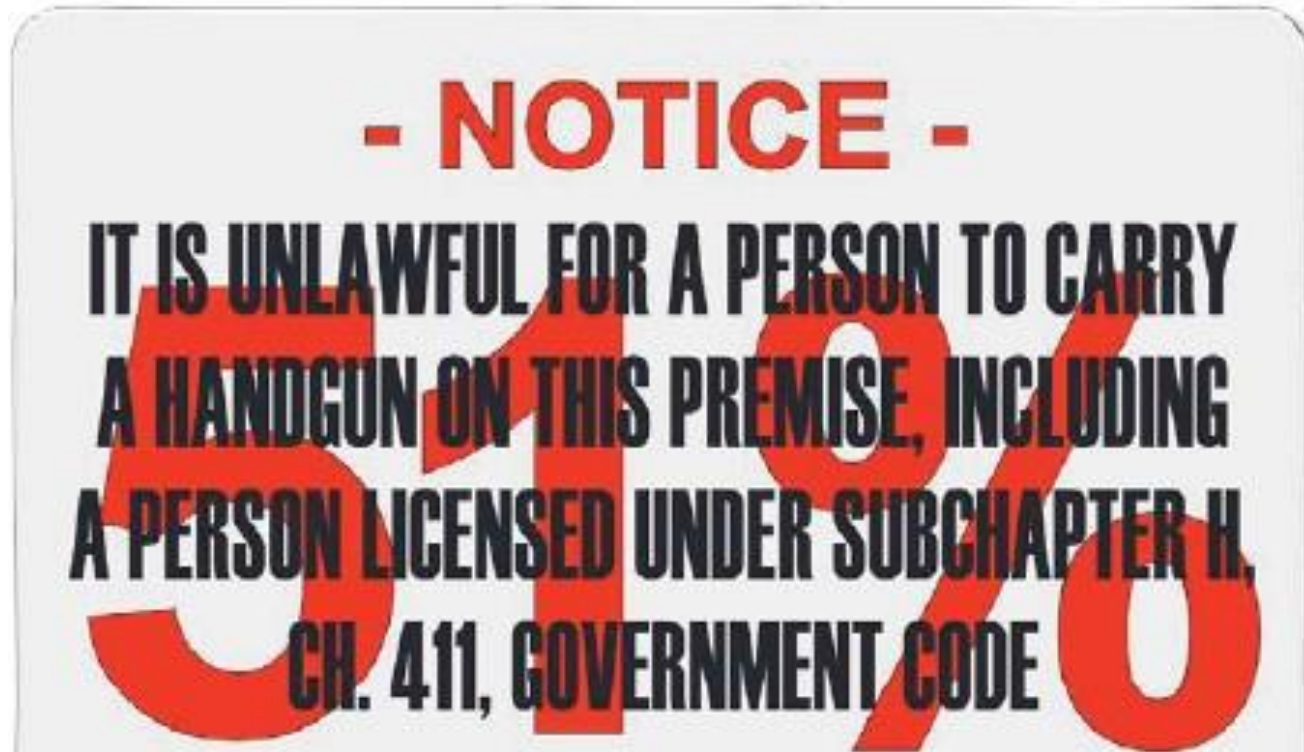 - NOTICE -
IT IS UNLAWFUL FOR A PERSON TO CARRY
A HANDGUN ON THIS PREMISE, INCLUDING
A PERSON LICENSED UNDER SUBCHAPTER H,
CH. 411, GOVERNMENT CODE
51%